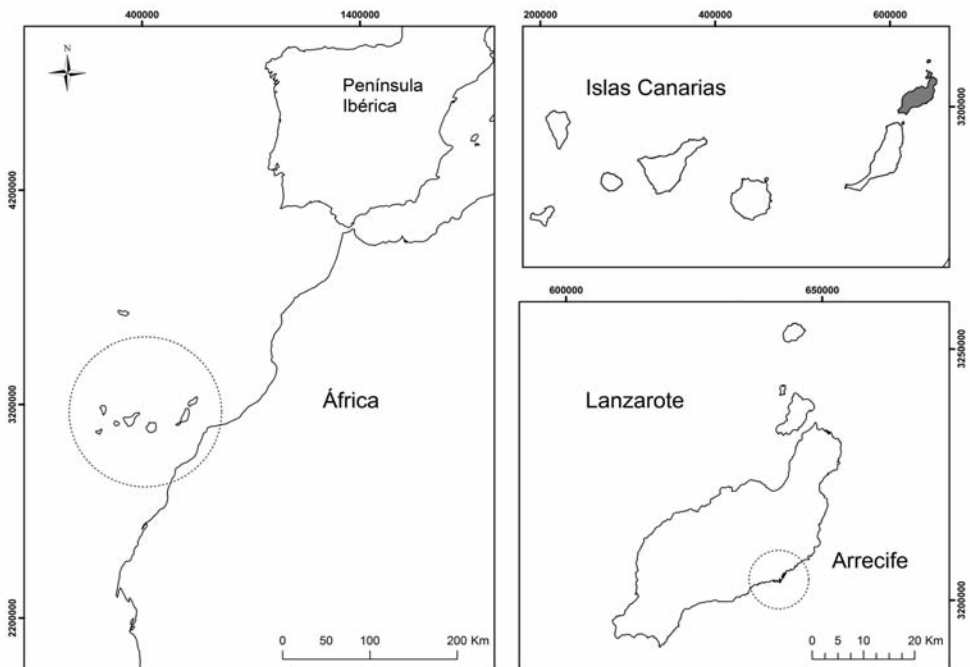 400000
1400000
N
Península
Ibérica
4200000
3200000
África
2200000
0 50 100 200 Km
200000
400000
600000
Islas Canarias
3200000
600000
650000
3250000
Lanzarote
Arrecife
3200000
0 5 10 20 Km